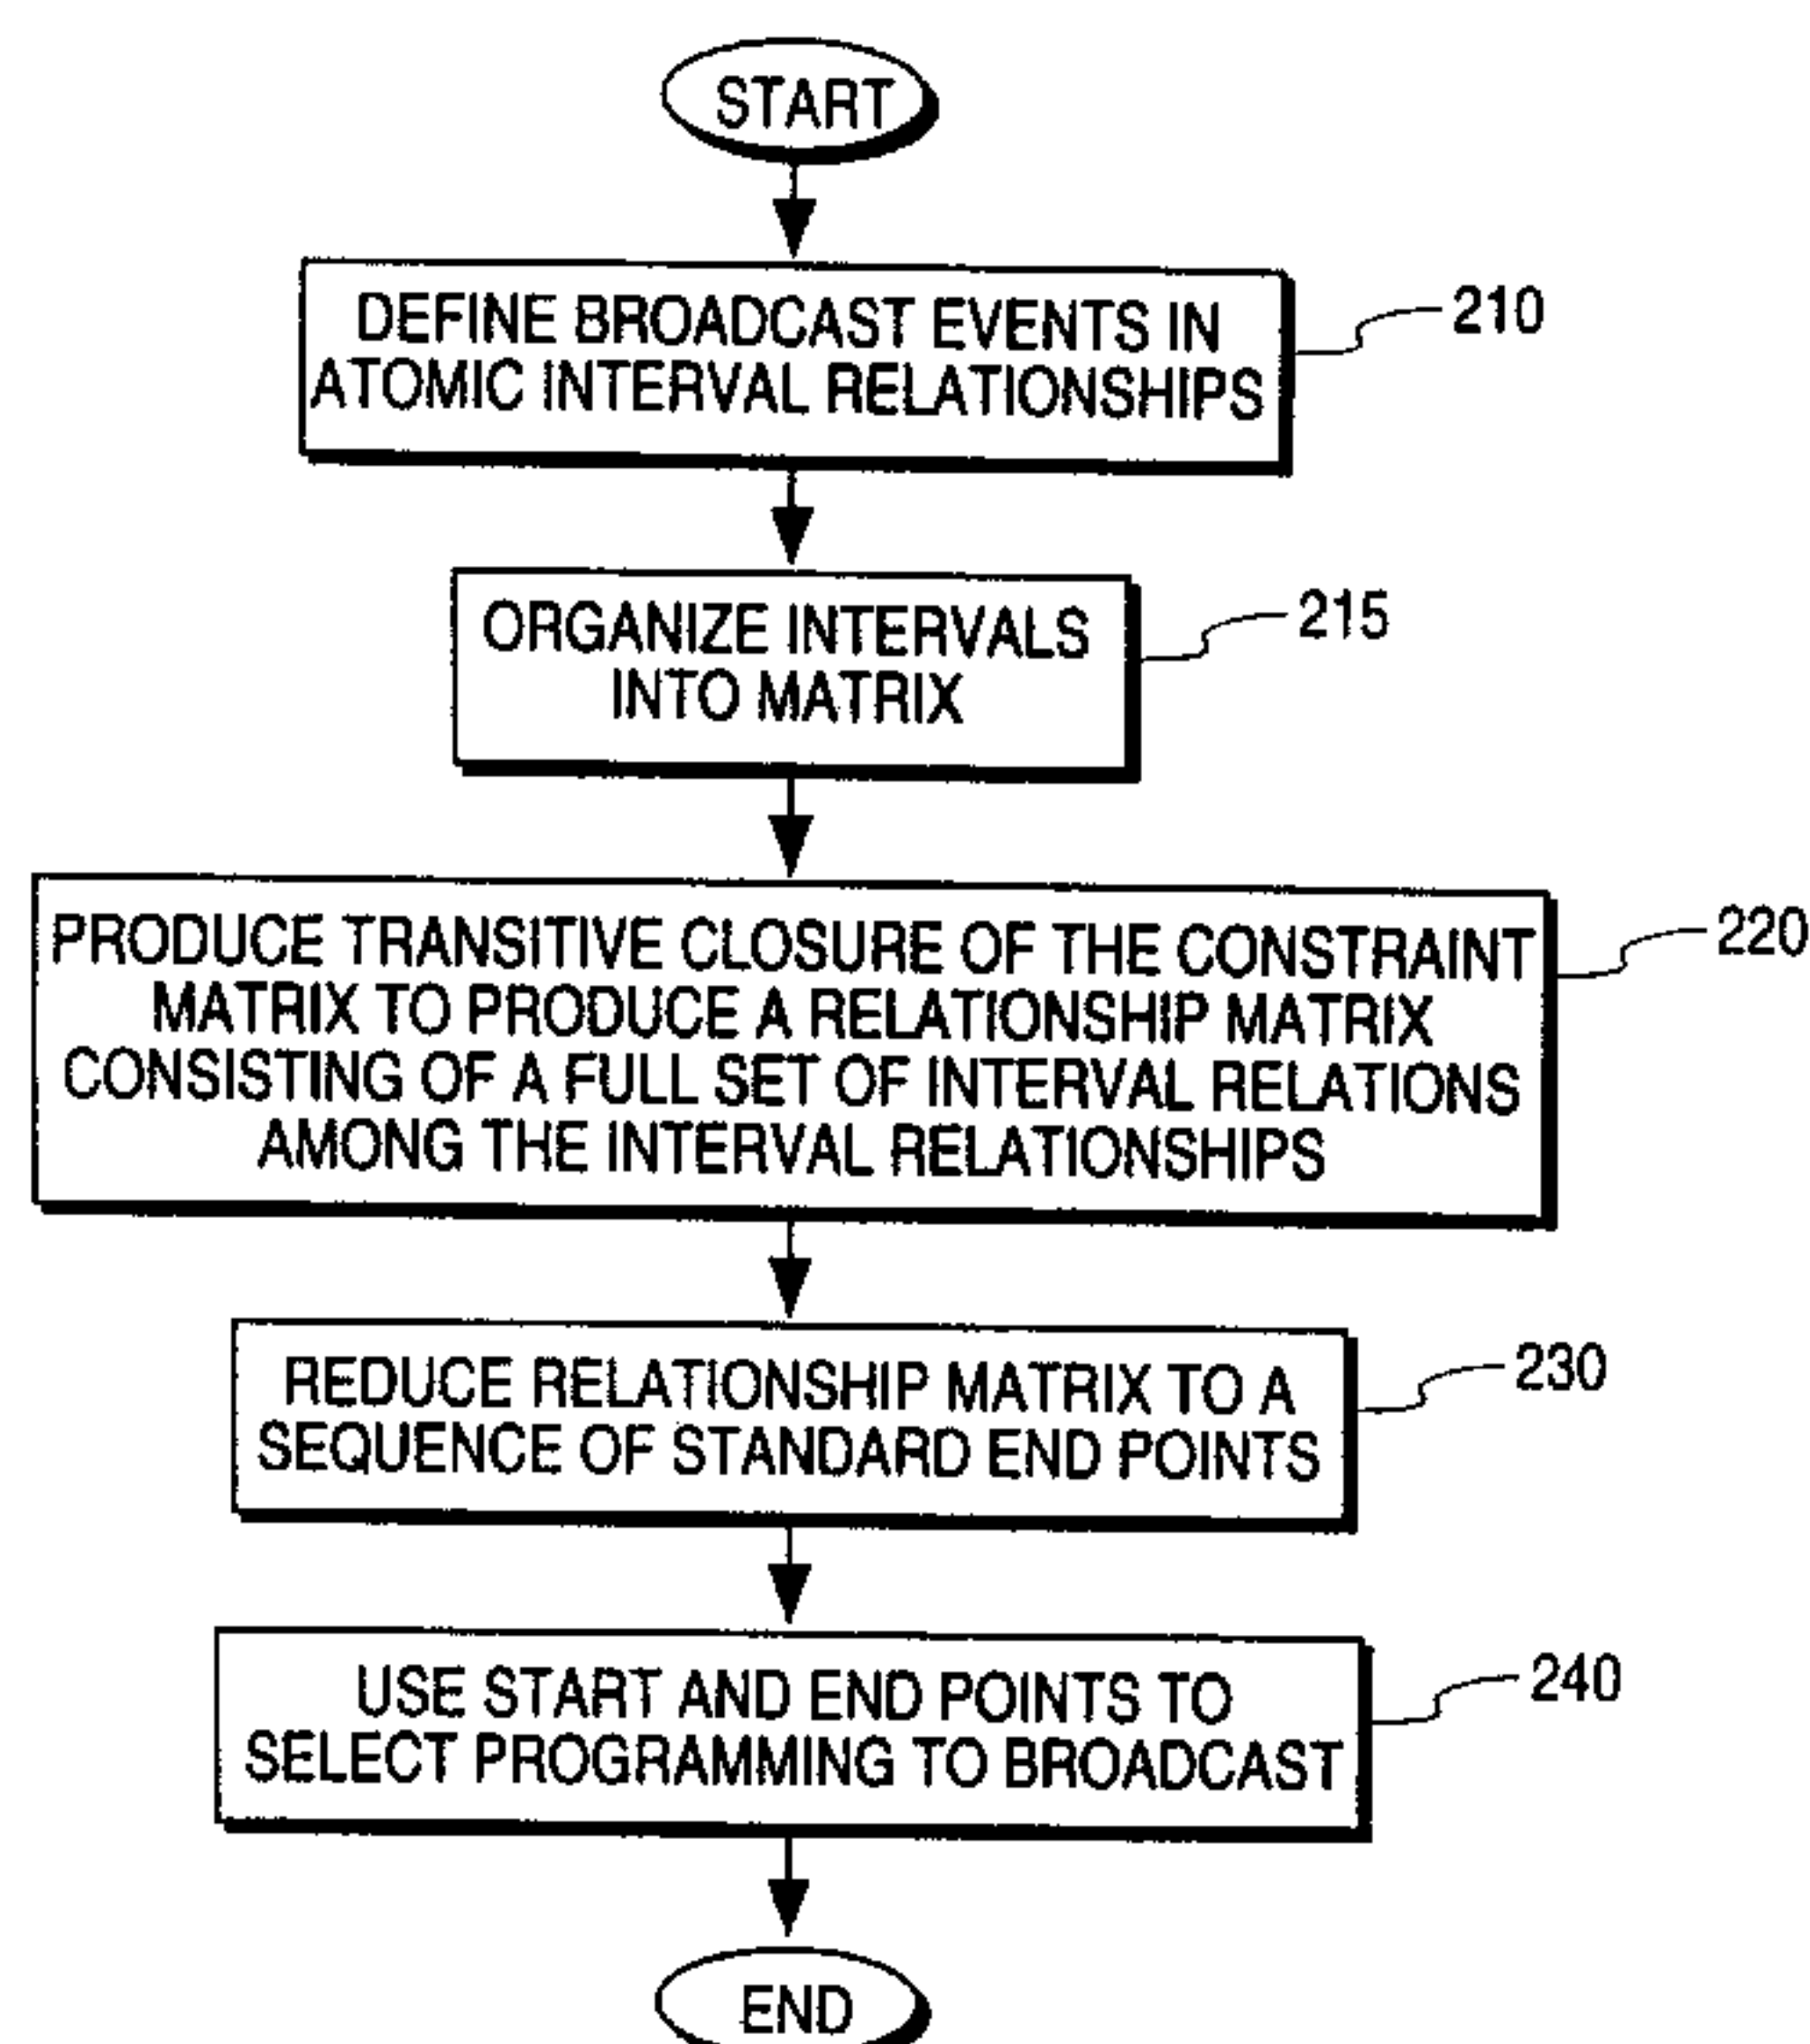 START
DEFINE BROADCAST EVENTS IN
ATOMIC INTERVAL RELATIONSHIPS
210
ORGANIZE INTERVALS
INTO MATRIX
215
PRODUCE TRANSITIVE CLOSURE OF THE CONSTRAINT
MATRIX TO PRODUCE A RELATIONSHIP MATRIX
CONSISTING OF A FULL SET OF INTERVAL RELATIONS
AMONG THE INTERVAL RELATIONSHIPS
220
REDUCE RELATIONSHIP MATRIX TO A
SEQUENCE OF STANDARD END POINTS
230
USE START AND END POINTS TO
SELECT PROGRAMMING TO BROADCAST
240
END